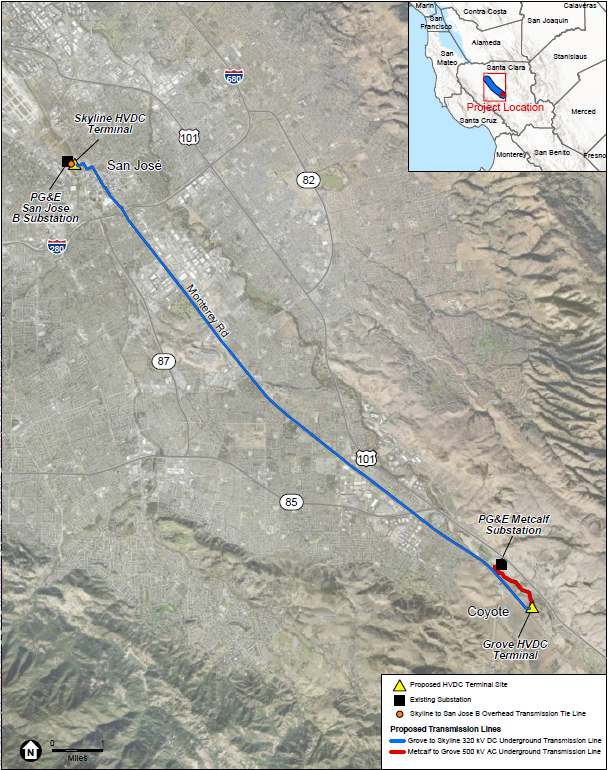 Marin
Contra Costa
Calaveras
San
Francisco
San Joaquin
Alameda
San
Mateo
Stanislaus
Santa Clara
Project Location
Merced
Santa Cruz
Monterey
San Benito
Fresno
580
Skyline HVDC
Terminal
101
San José
82
PG&E
San Jose
B Substation
280
Monterey Rd
87
101
85
PG&E Metcalf
Substation
Coyote
Grove HVDC
Terminal
Proposed HVDC Terminal Site
Existing Substation
Skyline to San Jose B Overhead Transmission Tie Line
Proposed Transmission Lines
Grove to Skyline 320 kV DC Underground Transmission Line
Metcalf to Grove 500 kV AC Underground Transmission Line
N
0 1
Miles